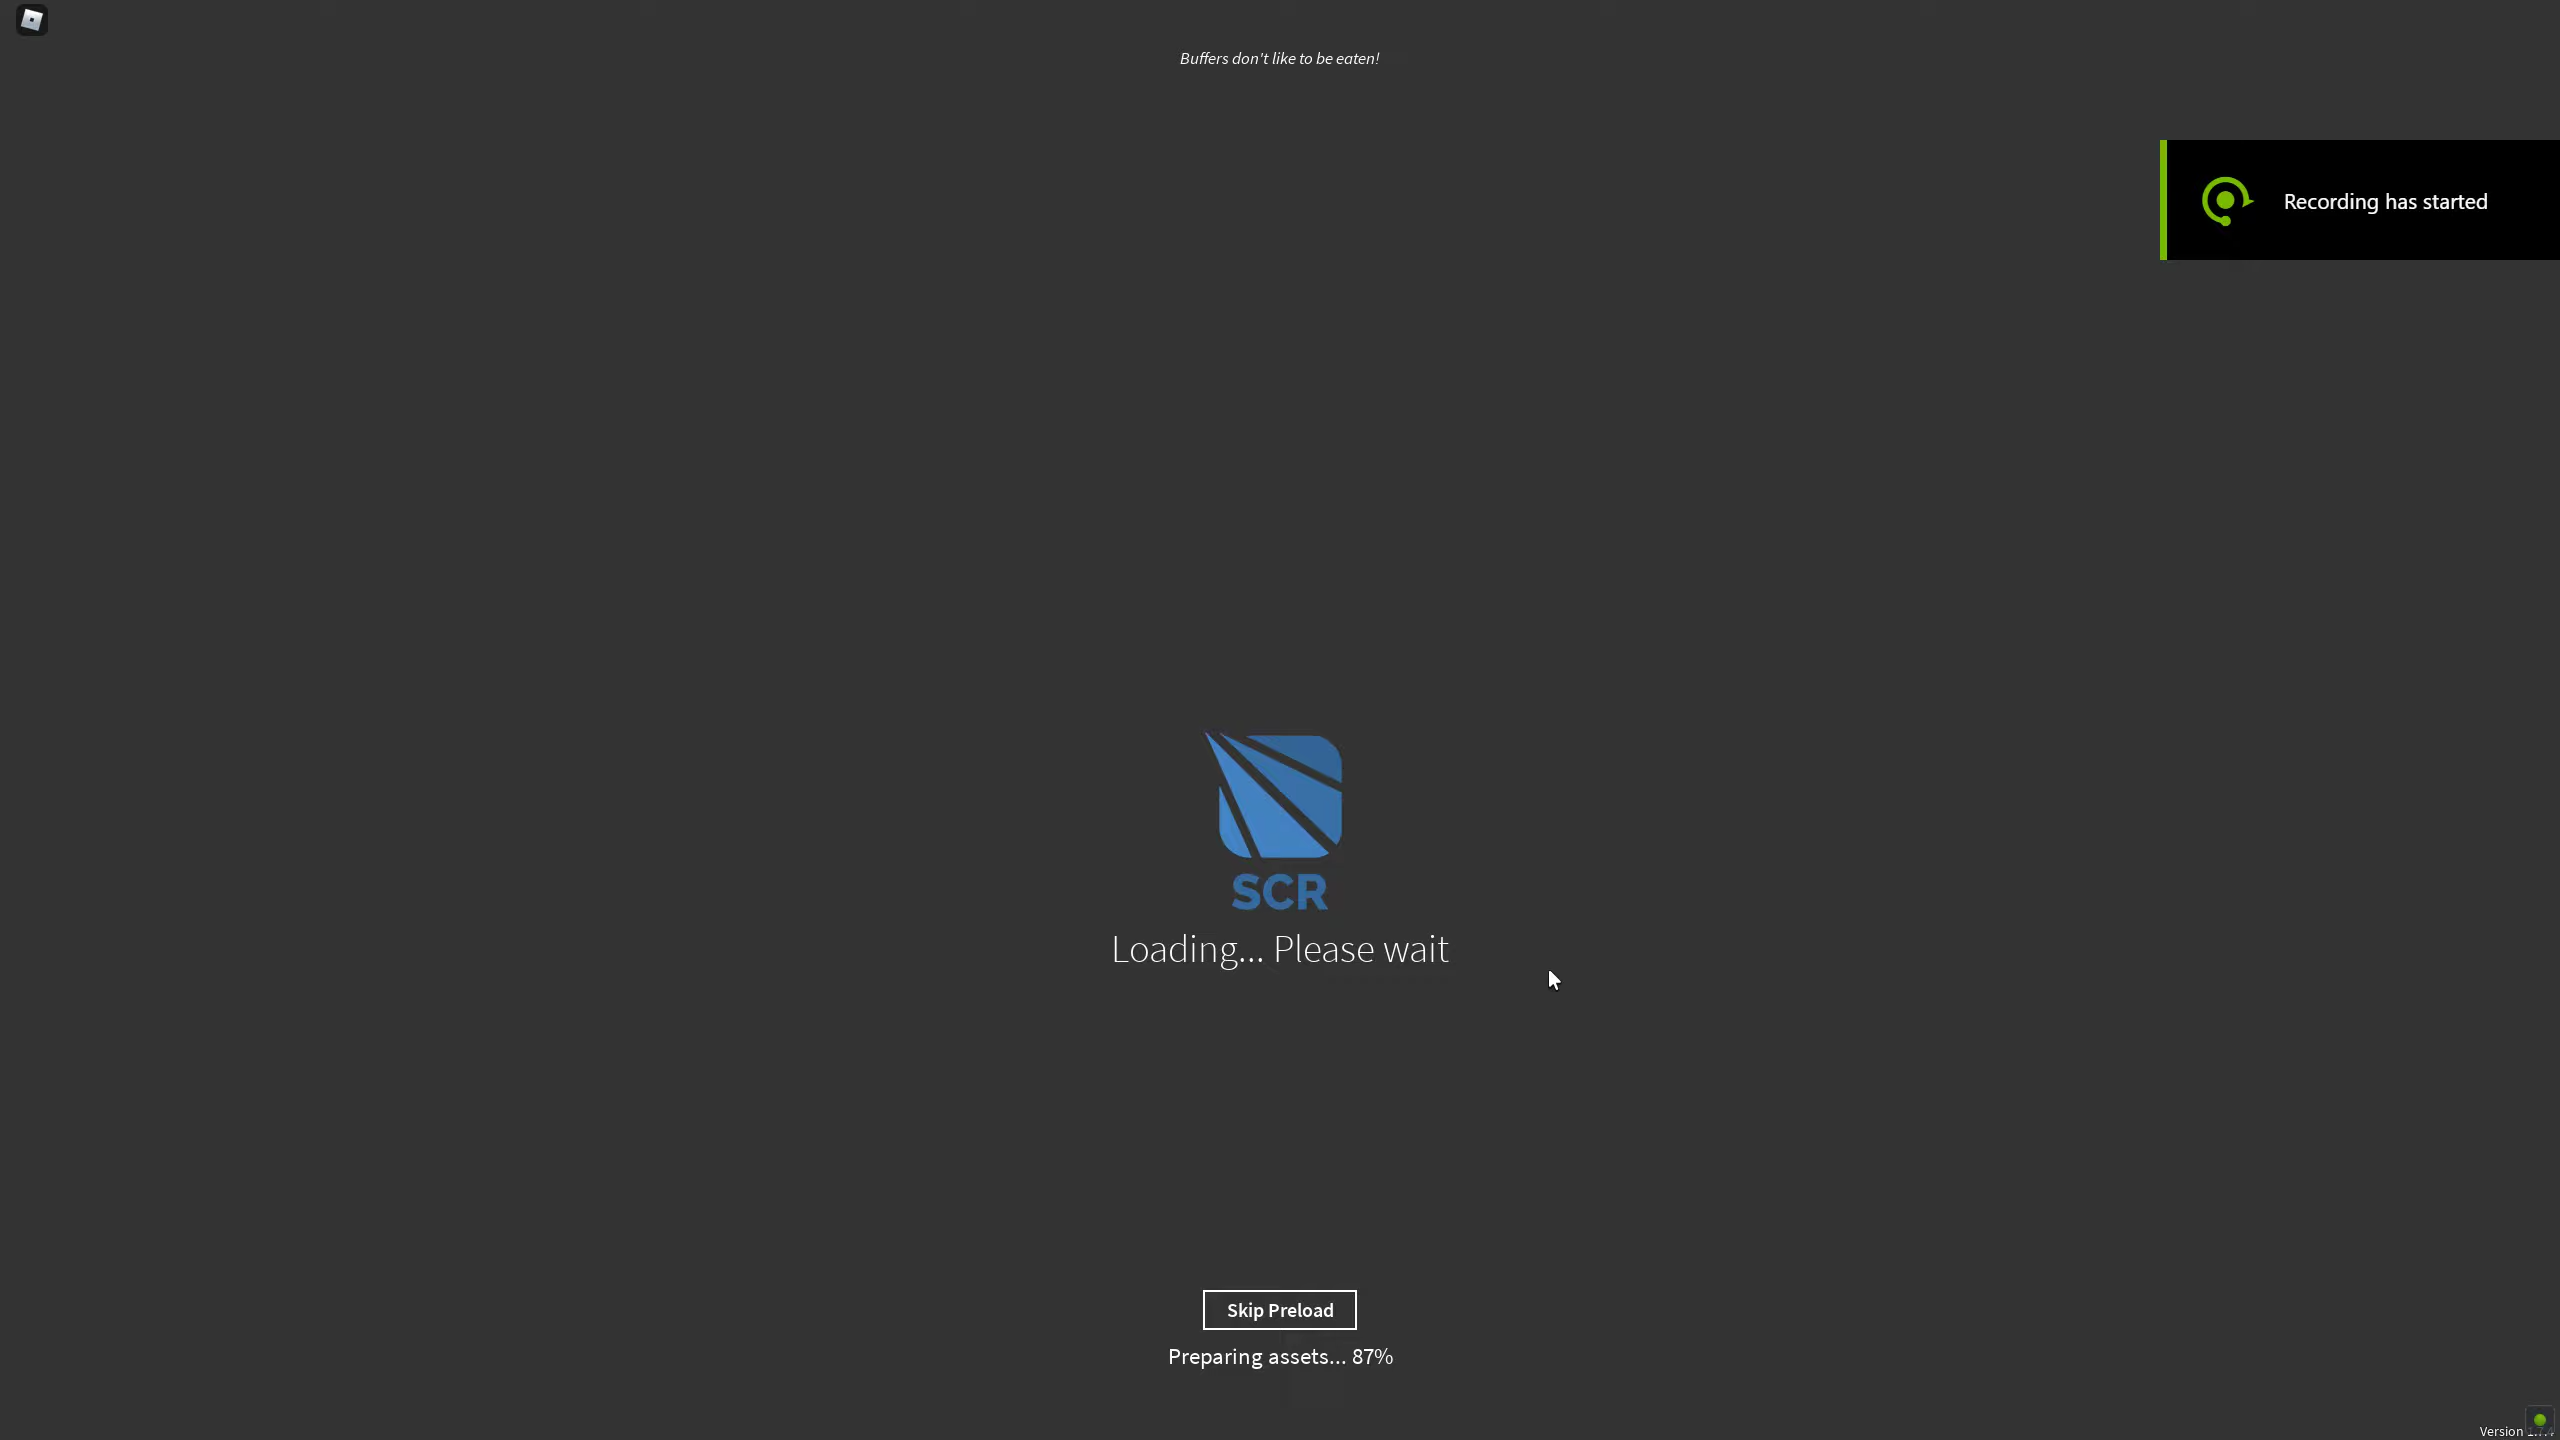 Buffers don't like to be eaten!
Recording has started
SCR
Loading... Please wait
Skip Preload
Preparing assets... 87%
Version